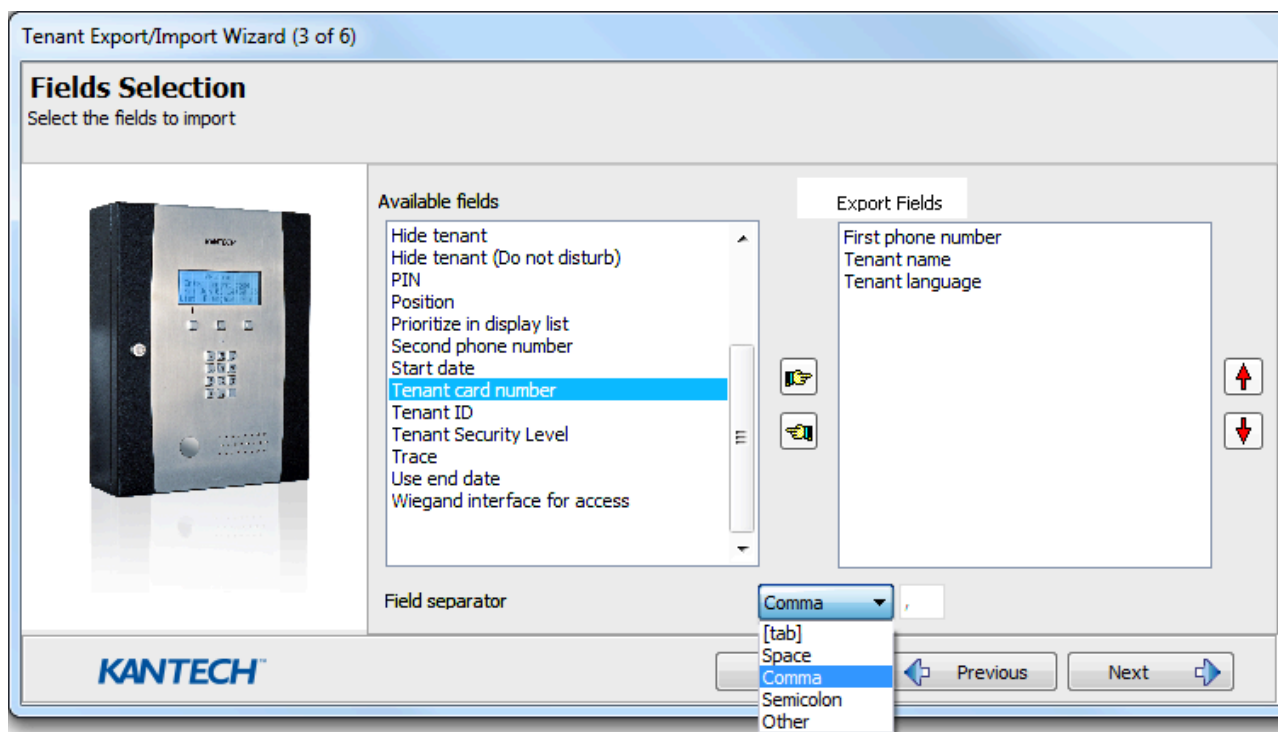 Tenant Export/Import Wizard (3 of 6)
Fields Selection
Select the fields to import
KANTECH
Available fields
Hide tenant
Hide tenant (Do not disturb)
PIN
Position
Prioritize in display list
Second phone number
Start date
Tenant card number
Tenant ID
Tenant Security Level
Trace
Use end date
Wiegand interface for access
Export Fields
First phone number
Tenant name
Tenant language
Field separator
Comma
,
[tab]
Space
Comma
Semicolon
Other
KANTECH™
Previous
Next